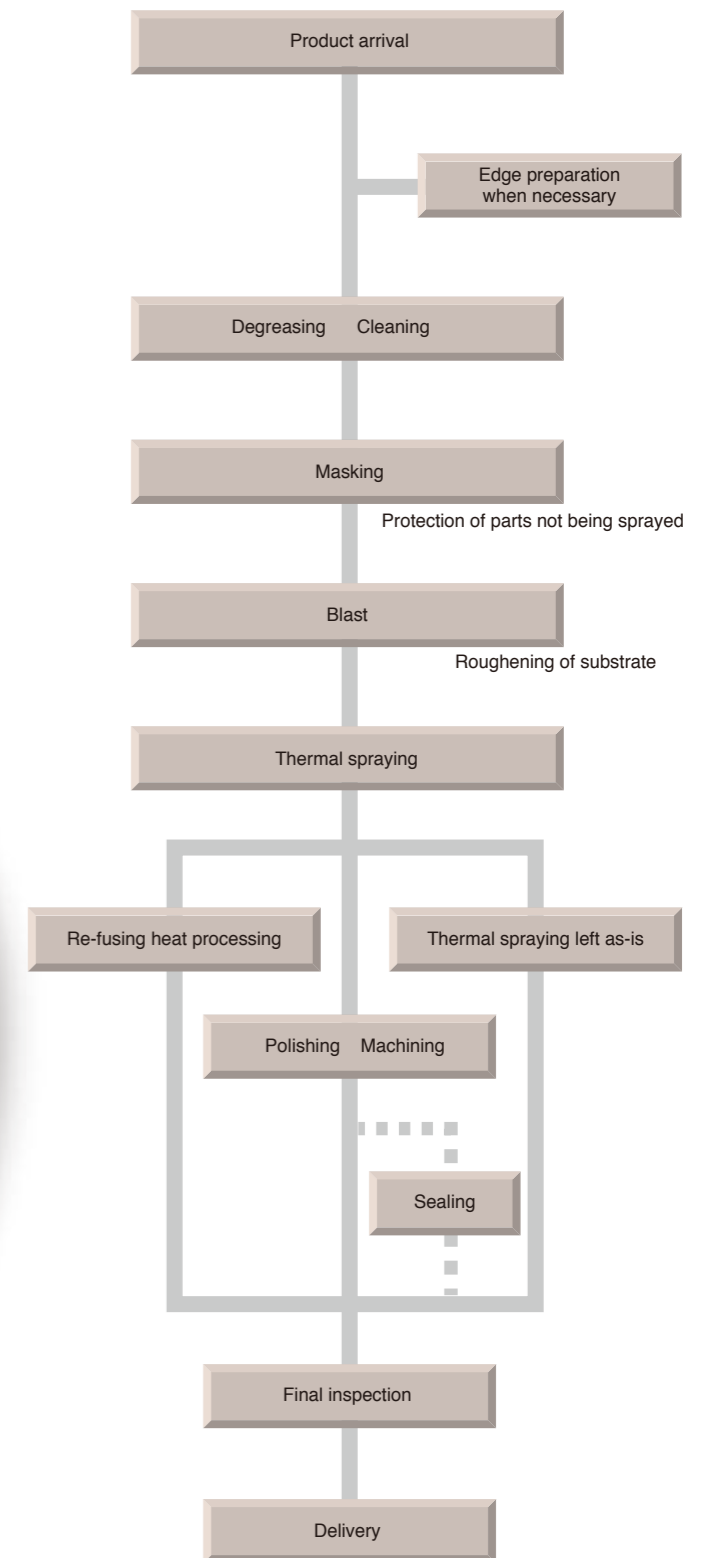 Product arrival
Edge preparation
when necessary
Degreasing Cleaning
Masking
Protection of parts not being sprayed
Blast
Roughening of substrate
Thermal spraying
Re-fusing heat processing
Thermal spraying left as-is
Polishing Machining
Sealing
Final inspection
Delivery